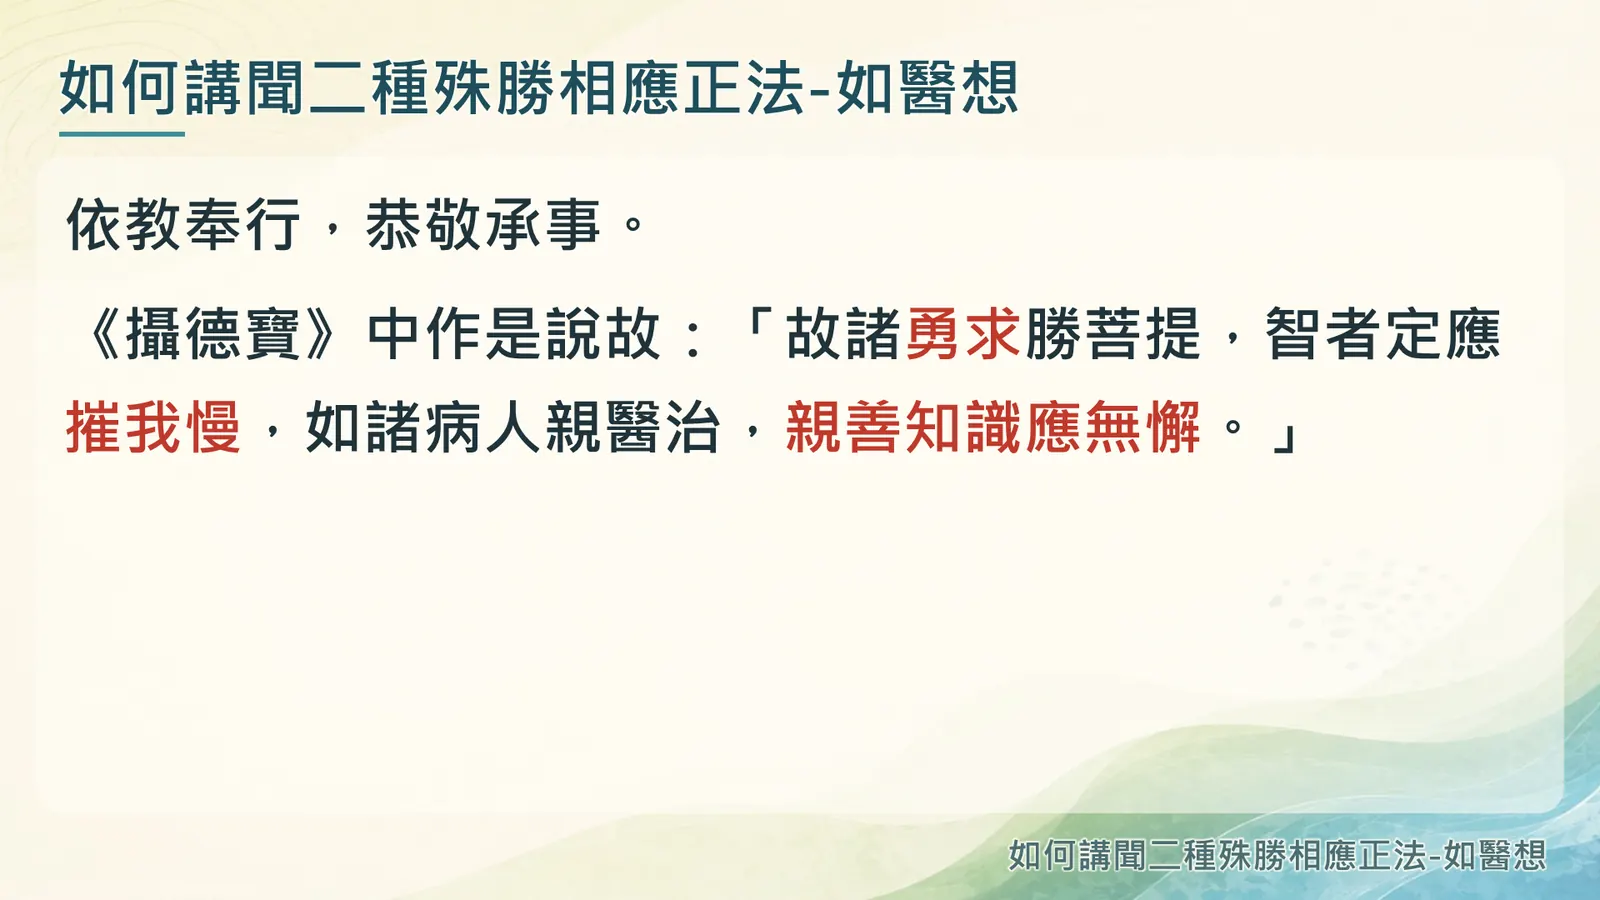 如何講聞二種殊勝相應正法-如醫想
依教奉行，恭敬承事。
《攝德寶》中作是說故：「故諸勇求勝菩提，智者定應
摧我慢，如諸病人親醫治，親善知識應無懈。」
如何講聞二種殊勝相應正法-如醫想